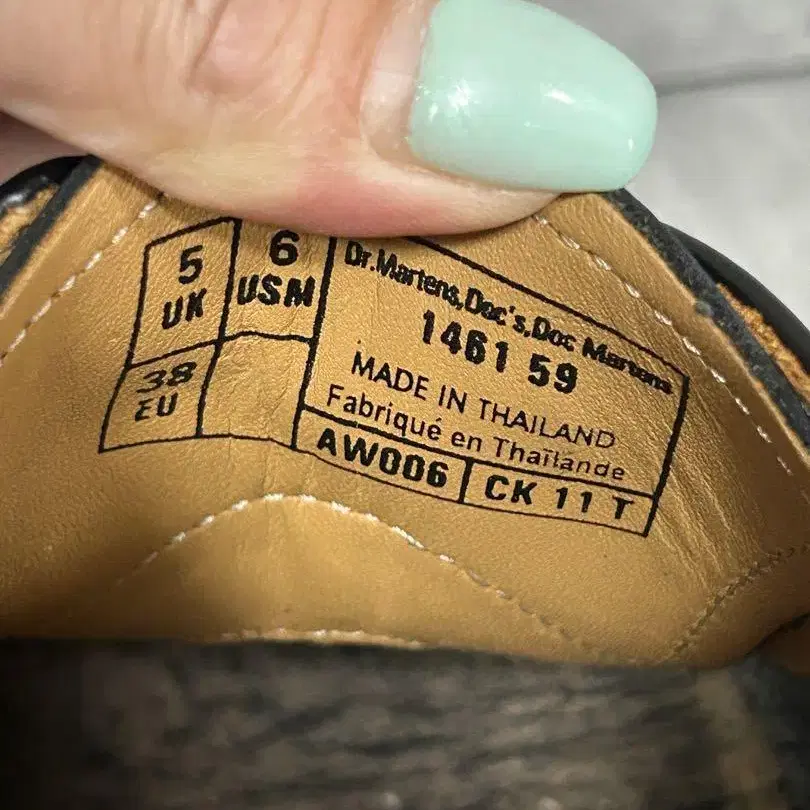 5
UK
6
USM
38
EU
Dr.Martens,Doc's,Doc Martens
1461 59
MADE IN THAILAND
Fabriqué en Thaïlande
AW006
CK 11 T